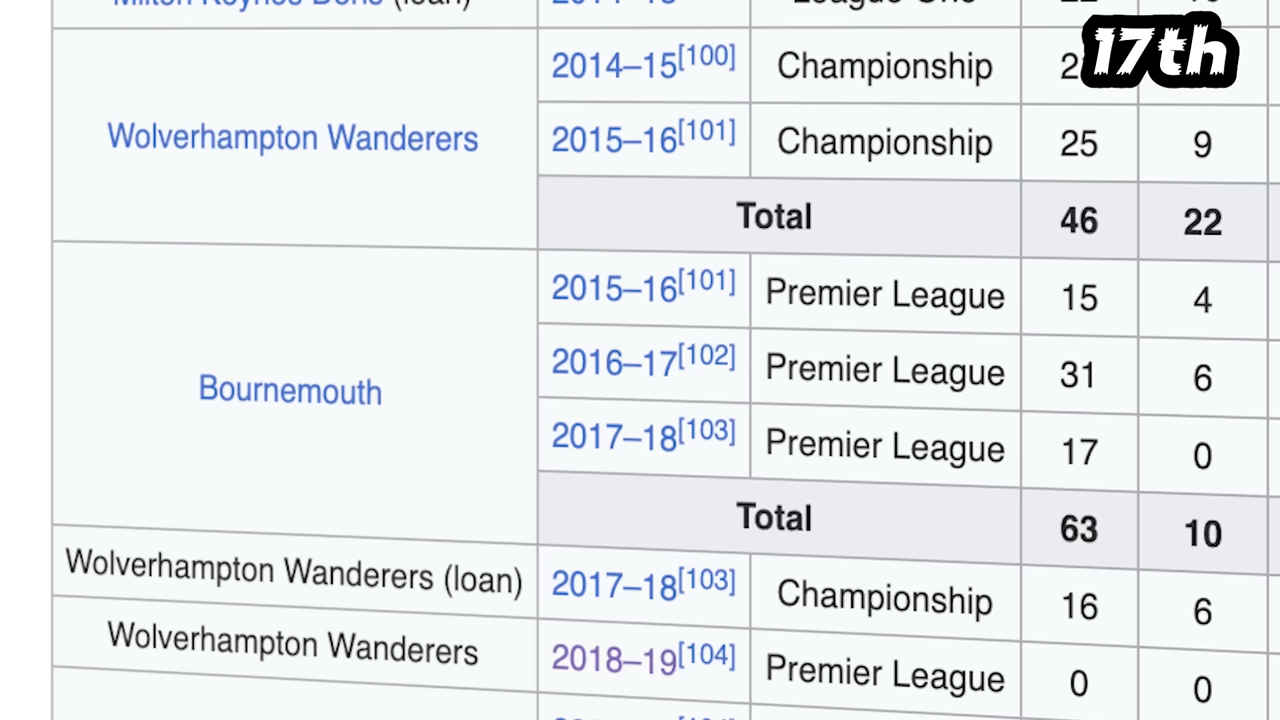 17th
2014–15[100] Championship
Wolverhampton Wanderers
2015–16[101] Championship 25 9
Total 46 22
2015–16[101] Premier League 15 4
2016–17[102] Premier League 31 6
Bournemouth
2017–18[103] Premier League 17 0
Total 63 10
Wolverhampton Wanderers (loan) 2017–18[103] Championship 16 6
Wolverhampton Wanderers 2018–19[104] Premier League 0 0